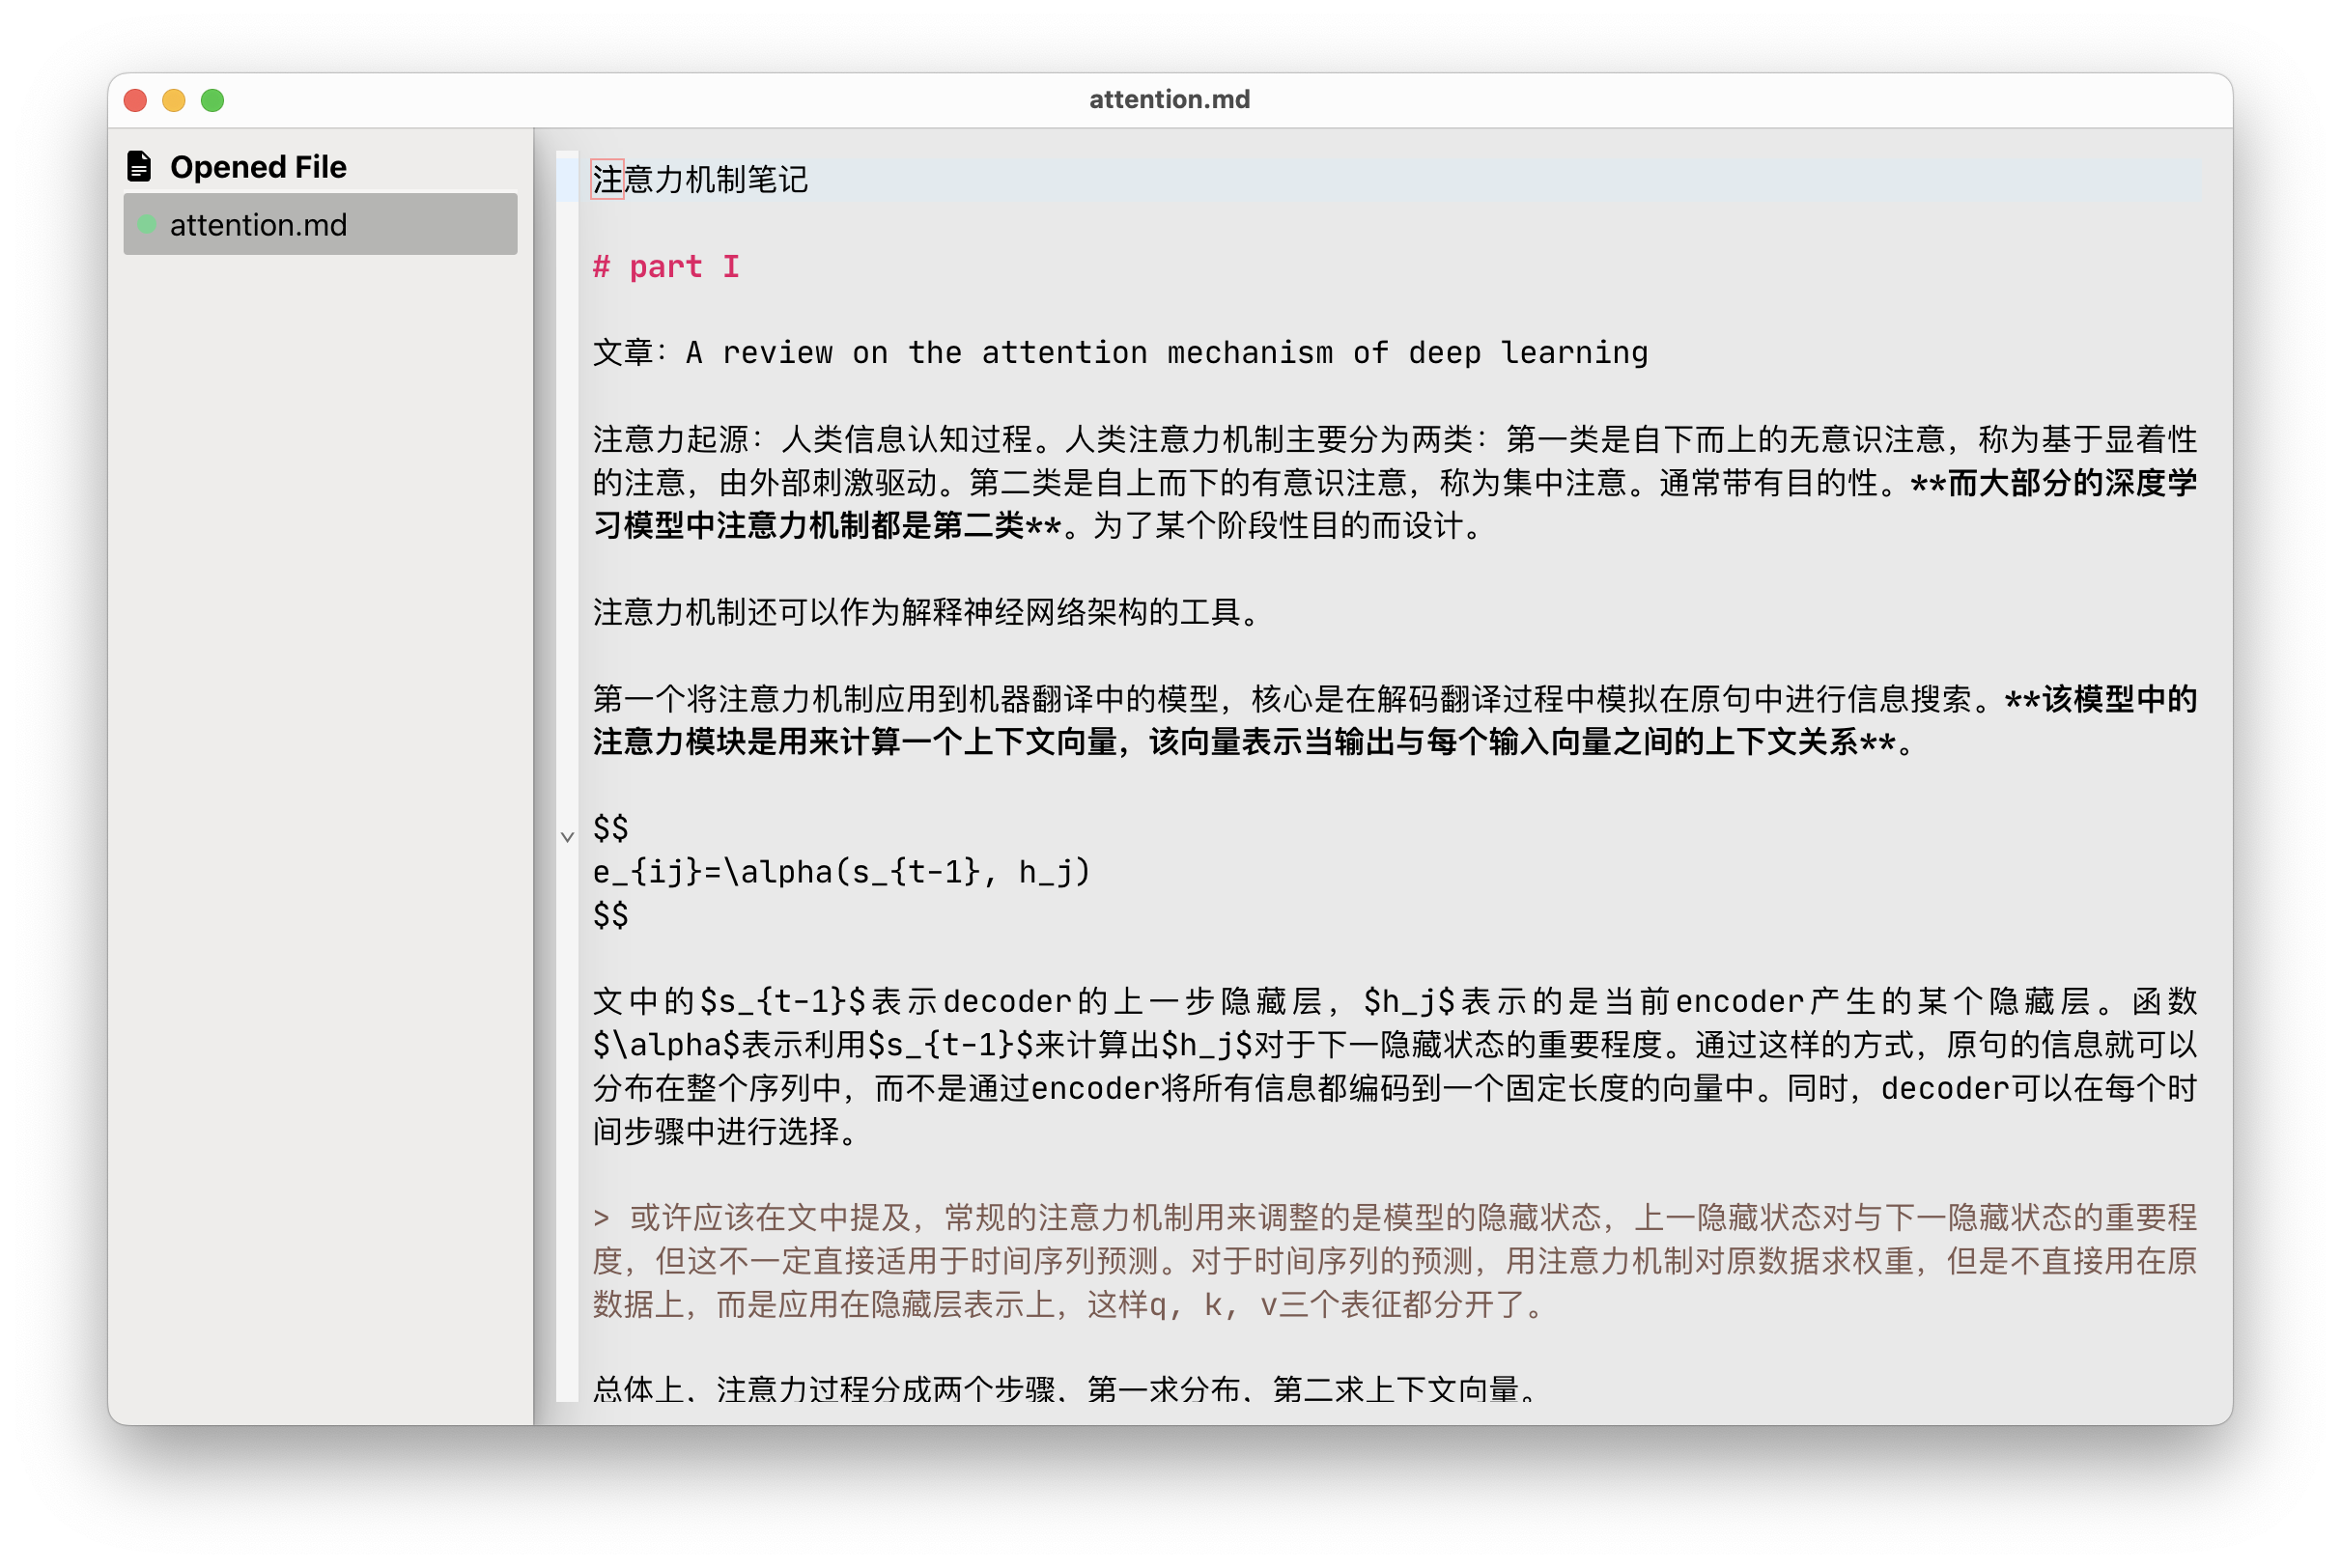 attention.md
Opened File
attention.md
注意力机制笔记
# part I
文章：A review on the attention mechanism of deep learning
注意力起源：人类信息认知过程。人类注意力机制主要分为两类：第一类是自下而上的无意识注意，称为基于显着性
的注意，由外部刺激驱动。第二类是自上而下的有意识注意，称为集中注意。通常带有目的性。**而大部分的深度学
习模型中注意力机制都是第二类**。为了某个阶段性目的而设计。
注意力机制还可以作为解释神经网络架构的工具。
第一个将注意力机制应用到机器翻译中的模型，核心是在解码翻译过程中模拟在原句中进行信息搜索。**该模型中的
注意力模块是用来计算一个上下文向量，该向量表示当输出与每个输入向量之间的上下文关系**。
$$
e_{ij}=\alpha(s_{t-1}, h_j)
$$
文中的$s_{t-1}$表示decoder的上一步隐藏层，$h_j$表示的是当前encoder产生的某个隐藏层。函数
$\alpha$表示利用$s_{t-1}$来计算出$h_j$对于下一隐藏状态的重要程度。通过这样的方式，原句的信息就可以
分布在整个序列中，而不是通过encoder将所有信息都编码到一个固定长度的向量中。同时，decoder可以在每个时
间步骤中进行选择。
> 或许应该在文中提及，常规的注意力机制用来调整的是模型的隐藏状态，上一隐藏状态对与下一隐藏状态的重要程
度，但这不一定直接适用于时间序列预测。对于时间序列的预测，用注意力机制对原数据求权重，但是不直接用在原
数据上，而是应用在隐藏层表示上，这样q, k, v三个表征都分开了。
总体上，注意力过程分成两个步骤，第一求分布，第二求上下文向量。